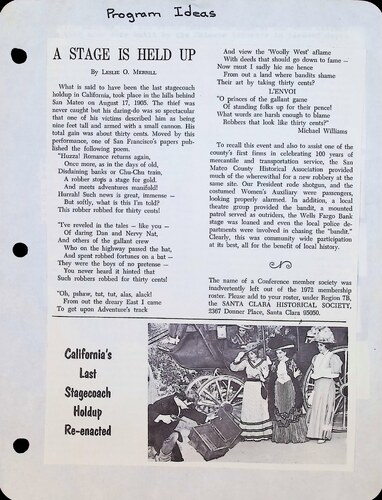 Program Ideas
A STAGE IS HELD UP
By Leslie O. Merrill
What is said to have been the last stagecoach
holdup in California, took place in the hills behind
San Mateo on August 17, 1905. The thief was
never caught but his daring-do was so spectacular
that one of his victims described him as being
nine feet tall and armed with a small cannon. His
total gain was about thirty cents. Moved by this
performance, one of San Francisco's papers pub-
lished the following poem.
"Huzza! Romance returns again,
Once more, as in the days of old,
Disdaining banks or Chu-Chu train,
A robber stops a stage for gold.
And meets adventures manifold!
Hurrah! Such news is great, immense —
But softly, what is this I'm told?
This robber robbed for thirty cents!
"I've reveled in the tales — like you —
Of daring Dan and Nervy Nat,
And others of the gallant crew
Who on the highway passed the hat,
And spent robbed fortunes on a bat —
They were the boys of no pretense —
You never heard it hinted that
Such robbers robbed for thirty cents!
"Oh, pshaw, tut, tut, alas, alack!
From out the dreary East I came
To get upon Adventure's track
And view the 'Woolly West' aflame
With deeds that should go down to fame —
Now must I sadly hie me hence
From out a land where bandits shame
Their art by taking thirty cents?
L'ENVOI
"O princes of the gallant game
Of standing folks up for their pence!
What words are harsh enough to blame
Robbers that look like thirty cents?"
Michael Williams
To recall this event and also to assist one of the
county's first firms in celebrating 100 years of
mercantile and transportation service, the San
Mateo County Historical Association provided
much of the wherewithal for a new robbery at the
same site. Our President rode shotgun, and the
costumed Women's Auxiliary were passengers,
looking properly alarmed. In addition, a local
theatre group provided the bandit, a mounted
patrol served as outriders, the Wells Fargo Bank
stage was loaned and even the local police de-
partments were involved in chasing the "bandit."
Clearly, this was community wide participation
at its best, all for the benefit of local history.
The name of a Conference member society was
inadvertently left out of the 1972 membership
roster. Please add to your roster, under Region 7B,
the SANTA CLARA HISTORICAL SOCIETY,
2367 Donner Place, Santa Clara 95050.
California's
Last
Stagecoach
Holdup
Re-enacted